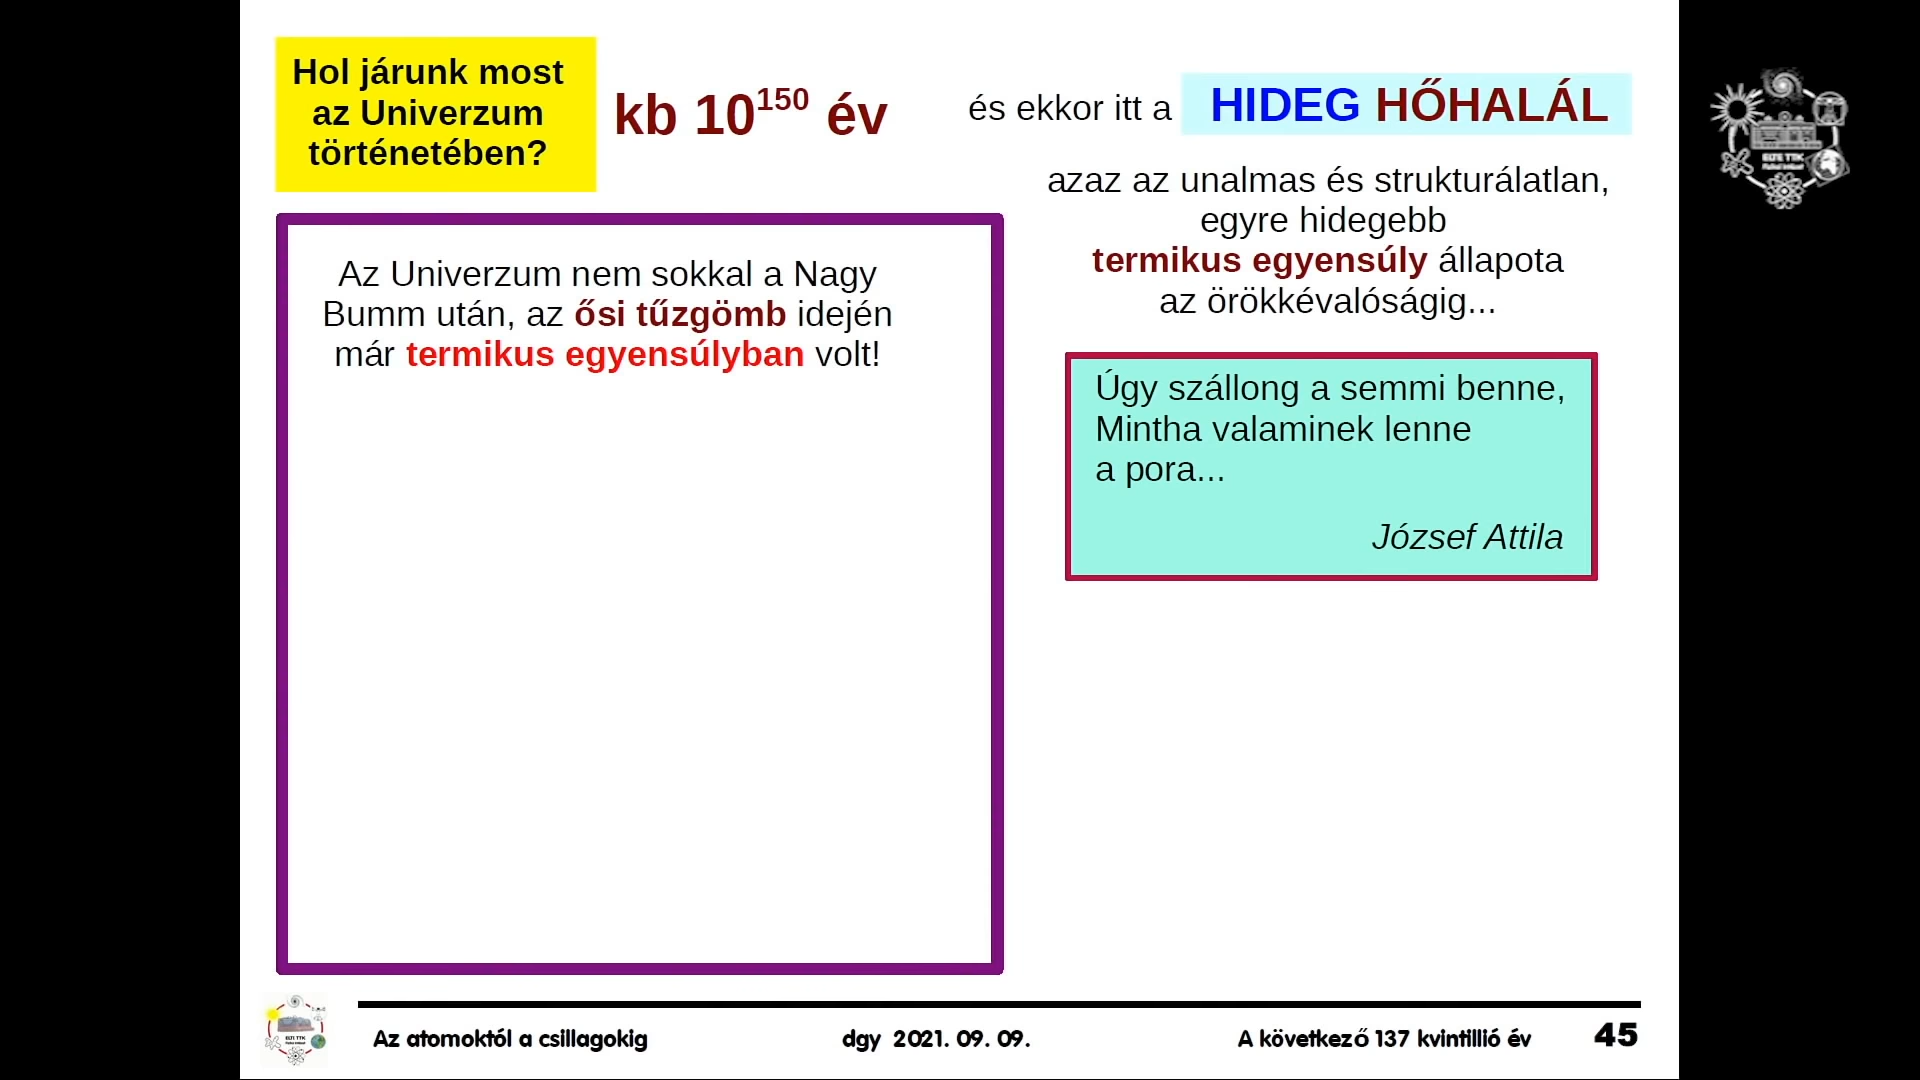 Hol járunk most
az Univerzum
történetében?
kb 10¹⁵⁰ év
és ekkor itt a HIDEG HŐHALÁL
azaz az unalmas és strukturálatlan,
egyre hidegebb
termikus egyensúly állapota
az örökkévalóságig...
Az Univerzum nem sokkal a Nagy
Bumm után, az ősi tűzgömb idején
már termikus egyensúlyban volt!
Úgy szállong a semmi benne,
Mintha valaminek lenne
a pora...
József Attila
ELTE TTK
Az atomoktól a csillagokig
dgy 2021. 09. 09.
A következő 137 kvintillió év
45